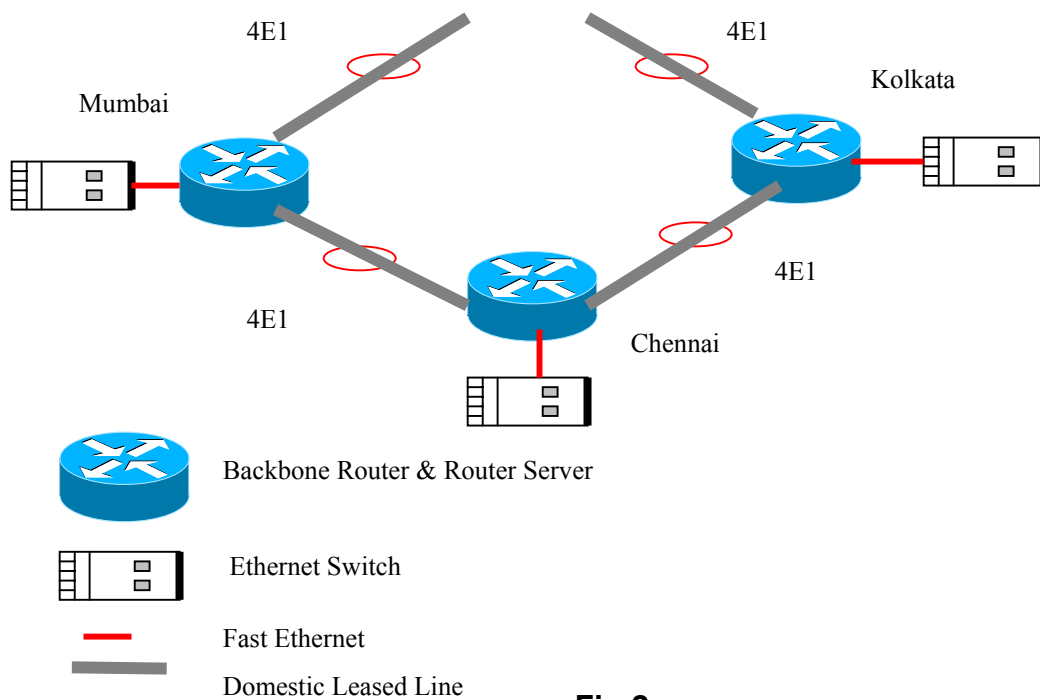 4E1
4E1
Mumbai
Kolkata
4E1
4E1
Chennai
Backbone Router & Router Server
Ethernet Switch
Fast Ethernet
Domestic Leased Line